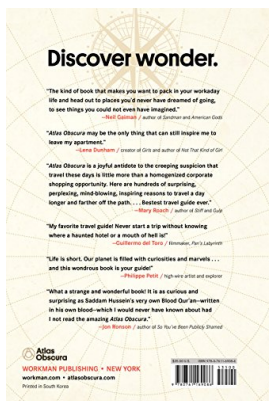 Discover wonder.
"The kind of book that makes you want to pack in your workaday
life and head out to places you'd never have dreamed of going,
to see things you could not even have imagined."
—Neil Gaiman / author of Sandman and American Gods
"Atlas Obscura may be the only thing that can still inspire me to
leave my apartment."
—Lena Dunham / creator of Girls and author of Not That Kind of Girl
"Atlas Obscura is a joyful antidote to the creeping suspicion that
travel these days is little more than a homogenized corporate
shopping opportunity. Here are hundreds of surprising,
perplexing, mind-blowing, inspiring reasons to travel a day
longer and farther off the path. . . . Bestest travel guide ever."
—Mary Roach / author of Stiff and Gulp
"My favorite travel guide! Never start a trip without knowing
where a haunted hotel or a mouth of hell is!"
—Guillermo del Toro / filmmaker, Pan's Labyrinth
"Life is short. Our planet is filled with curiosities and marvels . . .
and this wondrous book is your guide!"
—Philippe Petit / high-wire artist and explorer
"What a strange and wonderful book! It is as curious and
surprising as Saddam Hussein's very own Blood Qur'an—written
in his own blood—which I would never have known about had
I not read the amazing Atlas Obscura."
—Jon Ronson / author of So You've Been Publicly Shamed
Atlas
Obscura
WORKMAN PUBLISHING • NEW YORK
workman.com • atlasobscura.com
Printed in South Korea